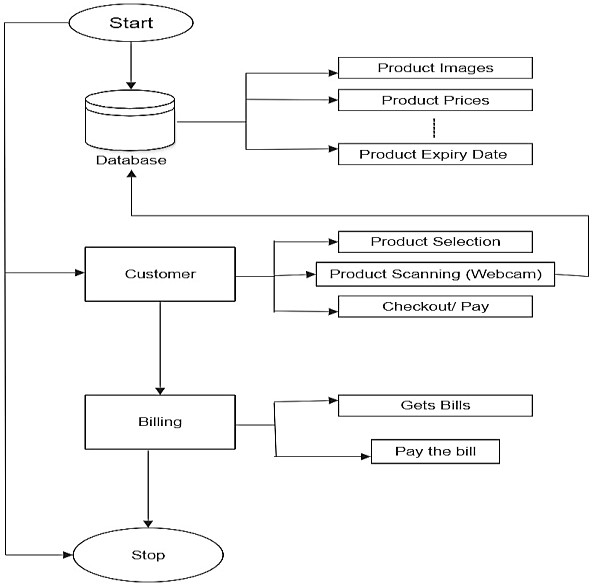 Start
Product Images
Product Prices
Database
Product Expiry Date
Product Selection
Customer
Product Scanning (Webcam)
Checkout/ Pay
Gets Bills
Billing
Pay the bill
Stop